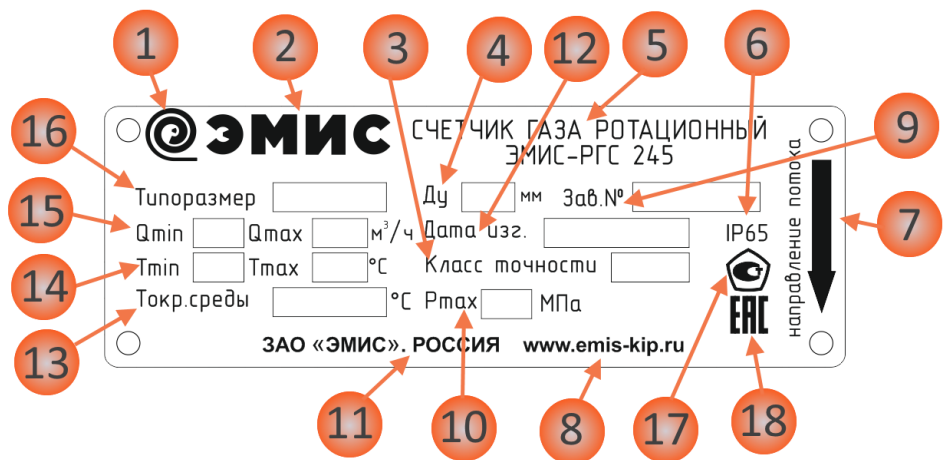 1 2 3 4 12 5 6
16 ЭМИС СЧЕТЧИК ГАЗА РОТАЦИОННЫЙ 9
ЭМИС-РГС 245
Типоразмер Ду мм Зав.№
15 Qmin Qmax м³/ч Дата изг. IP65 направление потока 7
14 Tmin Tmax °C Класс точности
13 Токр.среды °C Pmax МПа EAC
ЗАО «ЭМИС». РОССИЯ www.emis-kip.ru
11 10 8 17 18